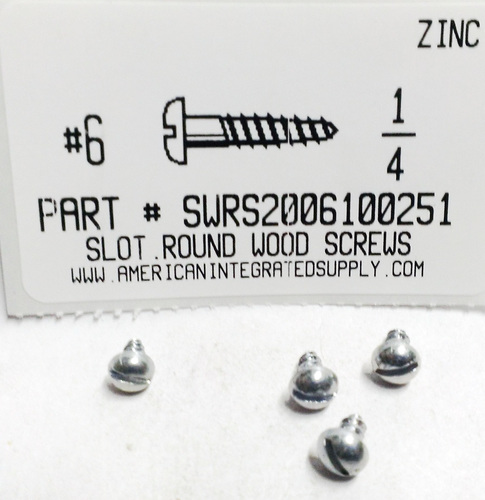 ZINC
#6 1/4
PART # SWRS2006100251
SLOT.ROUND WOOD SCREWS
WWW.AMERICANINTEGRATEDSUPPLY.COM